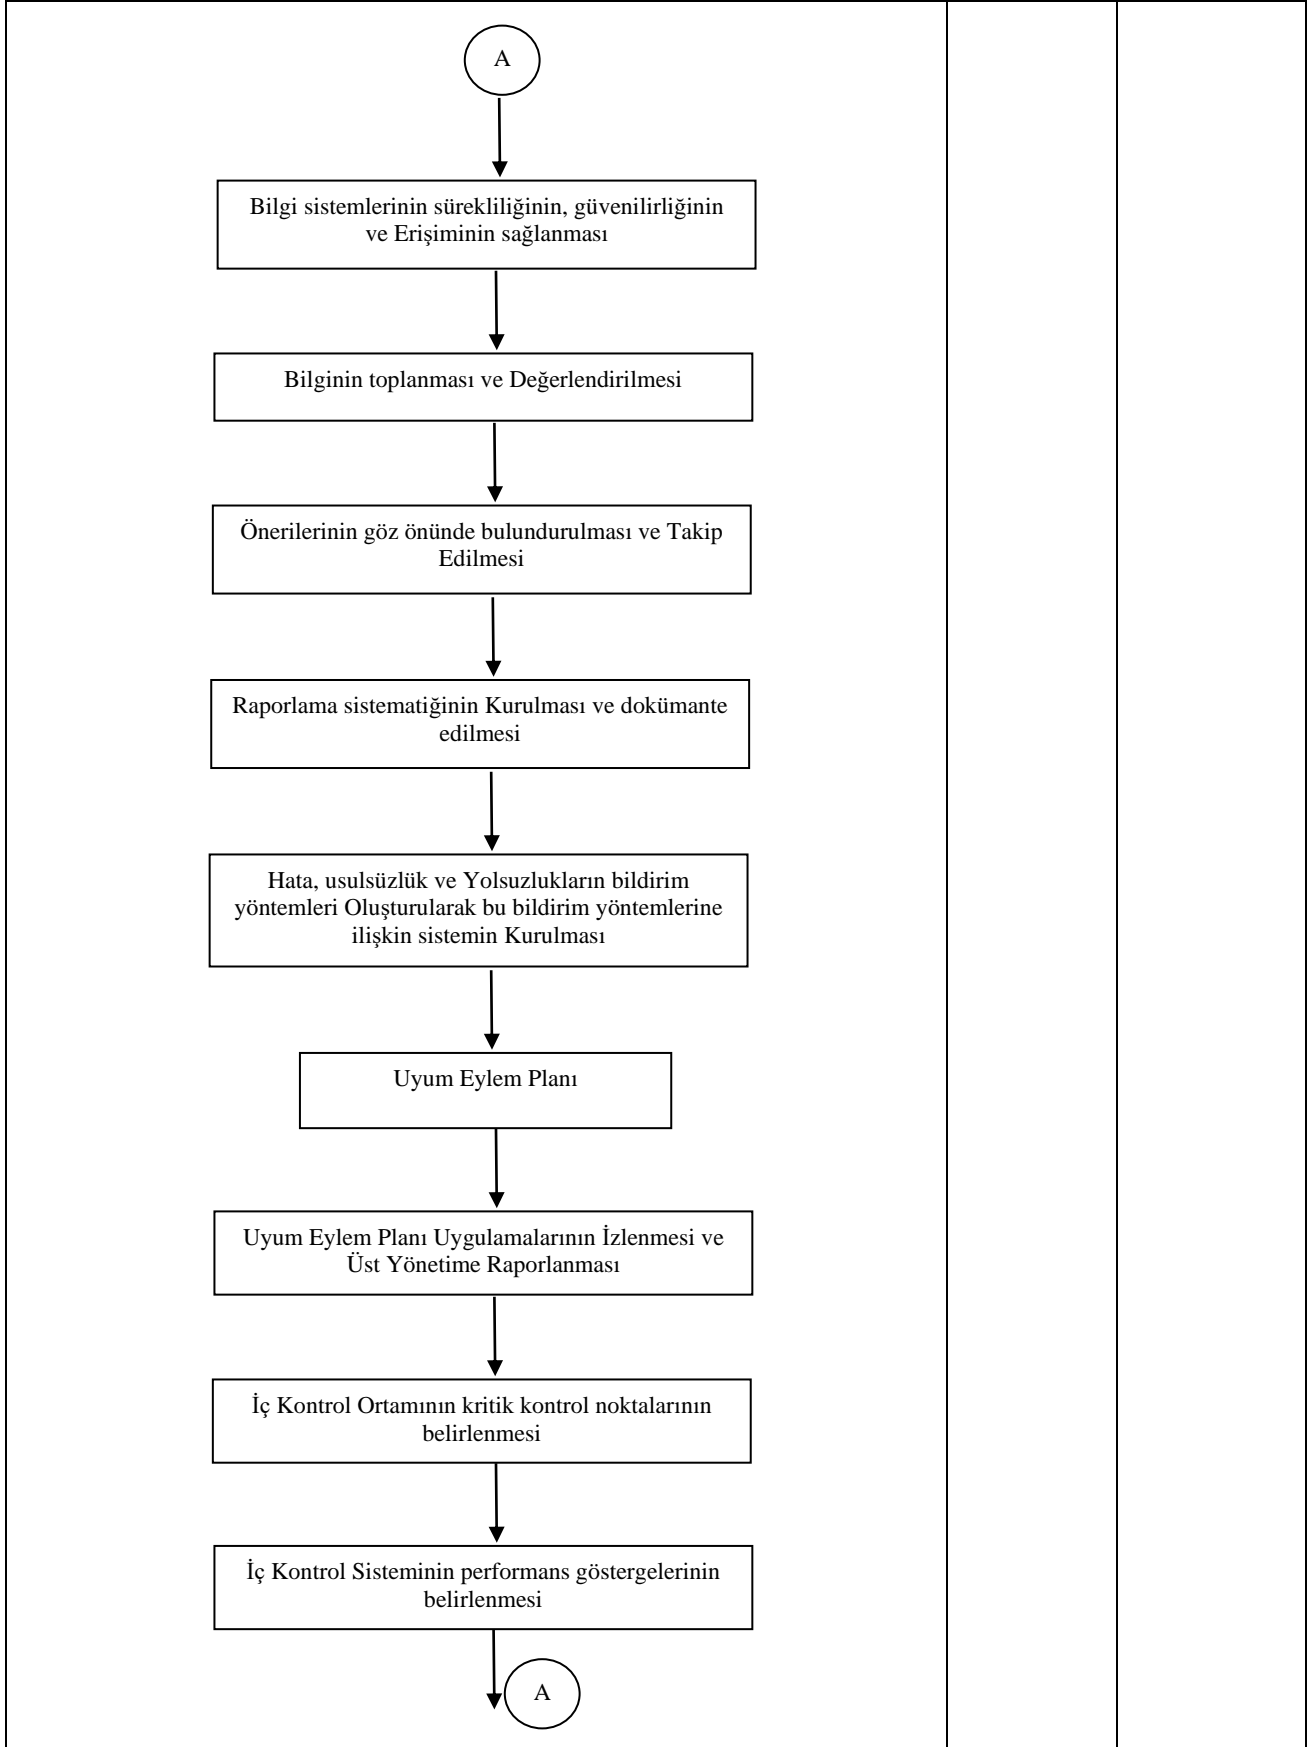 A
Bilgi sistemlerinin sürekliliğinin, güvenilirliğinin
ve Erişiminin sağlanması
Bilginin toplanması ve Değerlendirilmesi
Önerilerinin göz önünde bulundurulması ve Takip
Edilmesi
Raporlama sistematiğinin Kurulması ve dokümante
edilmesi
Hata, usulsüzlük ve Yolsuzlukların bildirim
yöntemleri Oluşturularak bu bildirim yöntemlerine
ilişkin sistemin Kurulması
Uyum Eylem Planı
Uyum Eylem Planı Uygulamalarının İzlenmesi ve
Üst Yönetime Raporlanması
İç Kontrol Ortamının kritik kontrol noktalarının
belirlenmesi
İç Kontrol Sisteminin performans göstergelerinin
belirlenmesi
A